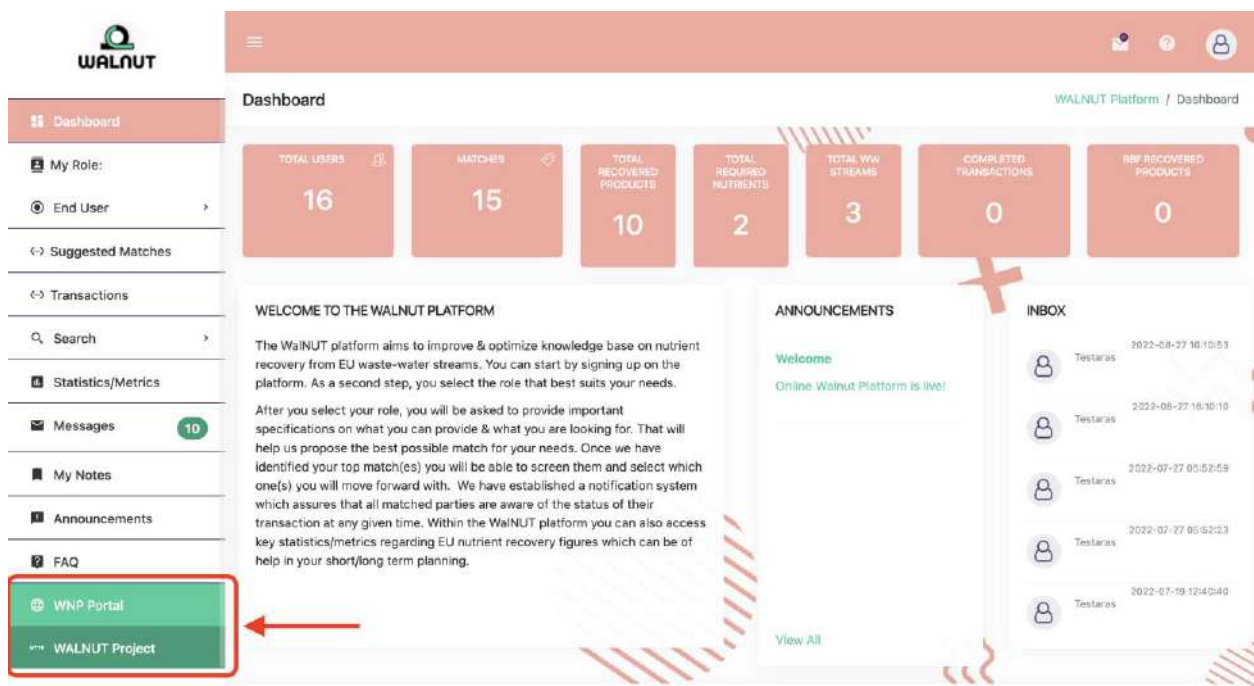 WALNUT
Dashboard
WALNUT Platform / Dashboard
Dashboard
My Role:
End User
Suggested Matches
Transactions
Search
Statistics/Metrics
Messages 10
My Notes
Announcements
FAQ
WNP Portal
HTTP WALNUT Project
TOTAL USERS
16
MATCHES
15
TOTAL
RECOVERED
PRODUCTS
10
TOTAL
REQUIRED
NUTRIENTS
2
TOTAL WW
STREAMS
3
COMPLETED
TRANSACTIONS
0
BBF RECOVERED
PRODUCTS
0
WELCOME TO THE WALNUT PLATFORM
The WalNUT platform aims to improve & optimize knowledge base on nutrient
recovery from EU waste-water streams. You can start by signing up on the
platform. As a second step, you select the role that best suits your needs.
After you select your role, you will be asked to provide important
specifications on what you can provide & what you are looking for. That will
help us propose the best possible match for your needs. Once we have
identified your top match(es) you will be able to screen them and select which
one(s) you will move forward with. We have established a notification system
which assures that all matched parties are aware of the status of their
transaction at any given time. Within the WalNUT platform you can also access
key statistics/metrics regarding EU nutrient recovery figures which can be of
help in your short/long term planning.
ANNOUNCEMENTS
Welcome
Online Walnut Platform is live!
View All
INBOX
2022-08-27 16:10:53
Testaras
2022-08-27 16:10:10
Testaras
2022-07-27 05:52:59
Testaras
2022-07-27 05:52:23
Testaras
2022-07-19 12:40:40
Testaras